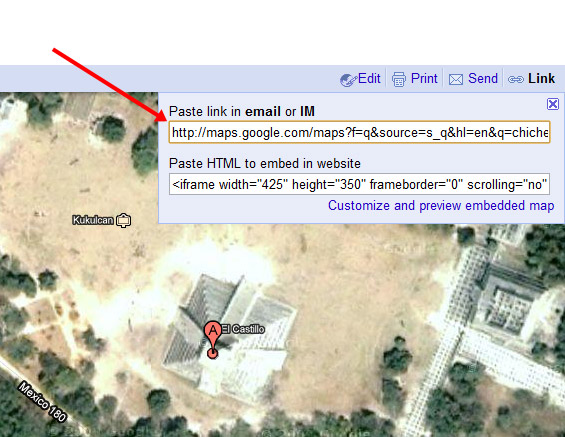 Edit Print Send Link
Paste link in email or IM
http://maps.google.com/maps?f=q&source=s_q&hl=en&q=chiche
Paste HTML to embed in website
<iframe width="425" height="350" frameborder="0" scrolling="no"
Customize and preview embedded map
Kukulcan
A El Castillo
Mexico 180